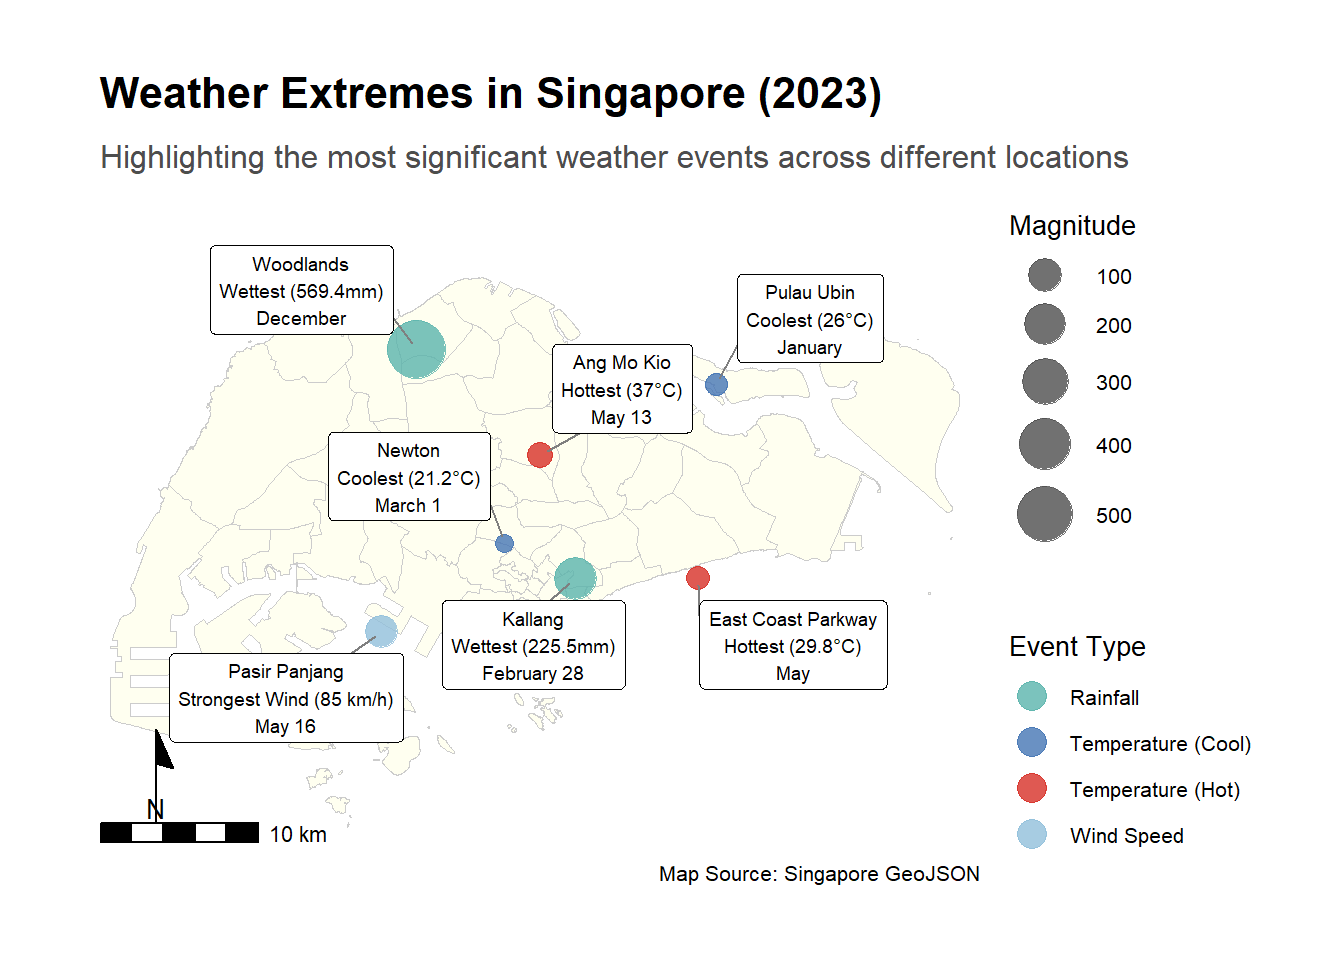 Weather Extremes in Singapore (2023)
Highlighting the most significant weather events across different locations
Woodlands
Wettest (569.4mm)
December
Pulau Ubin
Coolest (26°C)
January
Ang Mo Kio
Hottest (37°C)
May 13
Newton
Coolest (21.2°C)
March 1
Kallang
Wettest (225.5mm)
February 28
East Coast Parkway
Hottest (29.8°C)
May
Pasir Panjang
Strongest Wind (85 km/h)
May 16
N
10 km
Magnitude
100
200
300
400
500
Event Type
Rainfall
Temperature (Cool)
Temperature (Hot)
Wind Speed
Map Source: Singapore GeoJSON